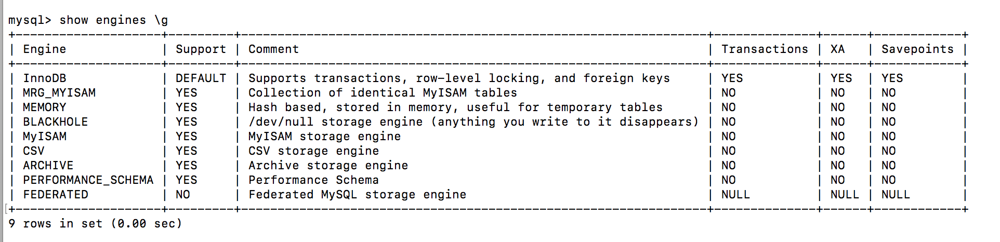 mysql> show engines \g
+--------------------+---------+----------------------------------------------------------------+--------------+------+------------+
| Engine             | Support | Comment                                                        | Transactions | XA   | Savepoints |
+--------------------+---------+----------------------------------------------------------------+--------------+------+------------+
| InnoDB             | DEFAULT | Supports transactions, row-level locking, and foreign keys     | YES          | YES  | YES        |
| MRG_MYISAM         | YES     | Collection of identical MyISAM tables                          | NO           | NO   | NO         |
| MEMORY             | YES     | Hash based, stored in memory, useful for temporary tables      | NO           | NO   | NO         |
| BLACKHOLE          | YES     | /dev/null storage engine (anything you write to it disappears) | NO           | NO   | NO         |
| MyISAM             | YES     | MyISAM storage engine                                          | NO           | NO   | NO         |
| CSV                | YES     | CSV storage engine                                             | NO           | NO   | NO         |
| ARCHIVE            | YES     | Archive storage engine                                         | NO           | NO   | NO         |
| PERFORMANCE_SCHEMA | YES     | Performance Schema                                             | NO           | NO   | NO         |
| FEDERATED          | NO      | Federated MySQL storage engine                                 | NULL         | NULL | NULL       |
+--------------------+---------+----------------------------------------------------------------+--------------+------+------------+
9 rows in set (0.00 sec)